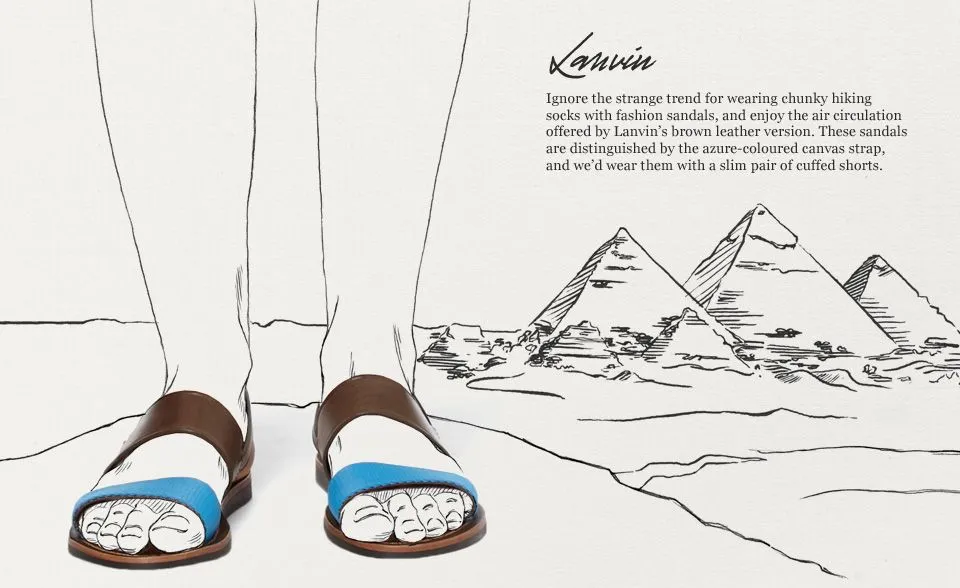 Lanvin
Ignore the strange trend for wearing chunky hiking
socks with fashion sandals, and enjoy the air circulation
offered by Lanvin’s brown leather version. These sandals
are distinguished by the azure-coloured canvas strap,
and we’d wear them with a slim pair of cuffed shorts.